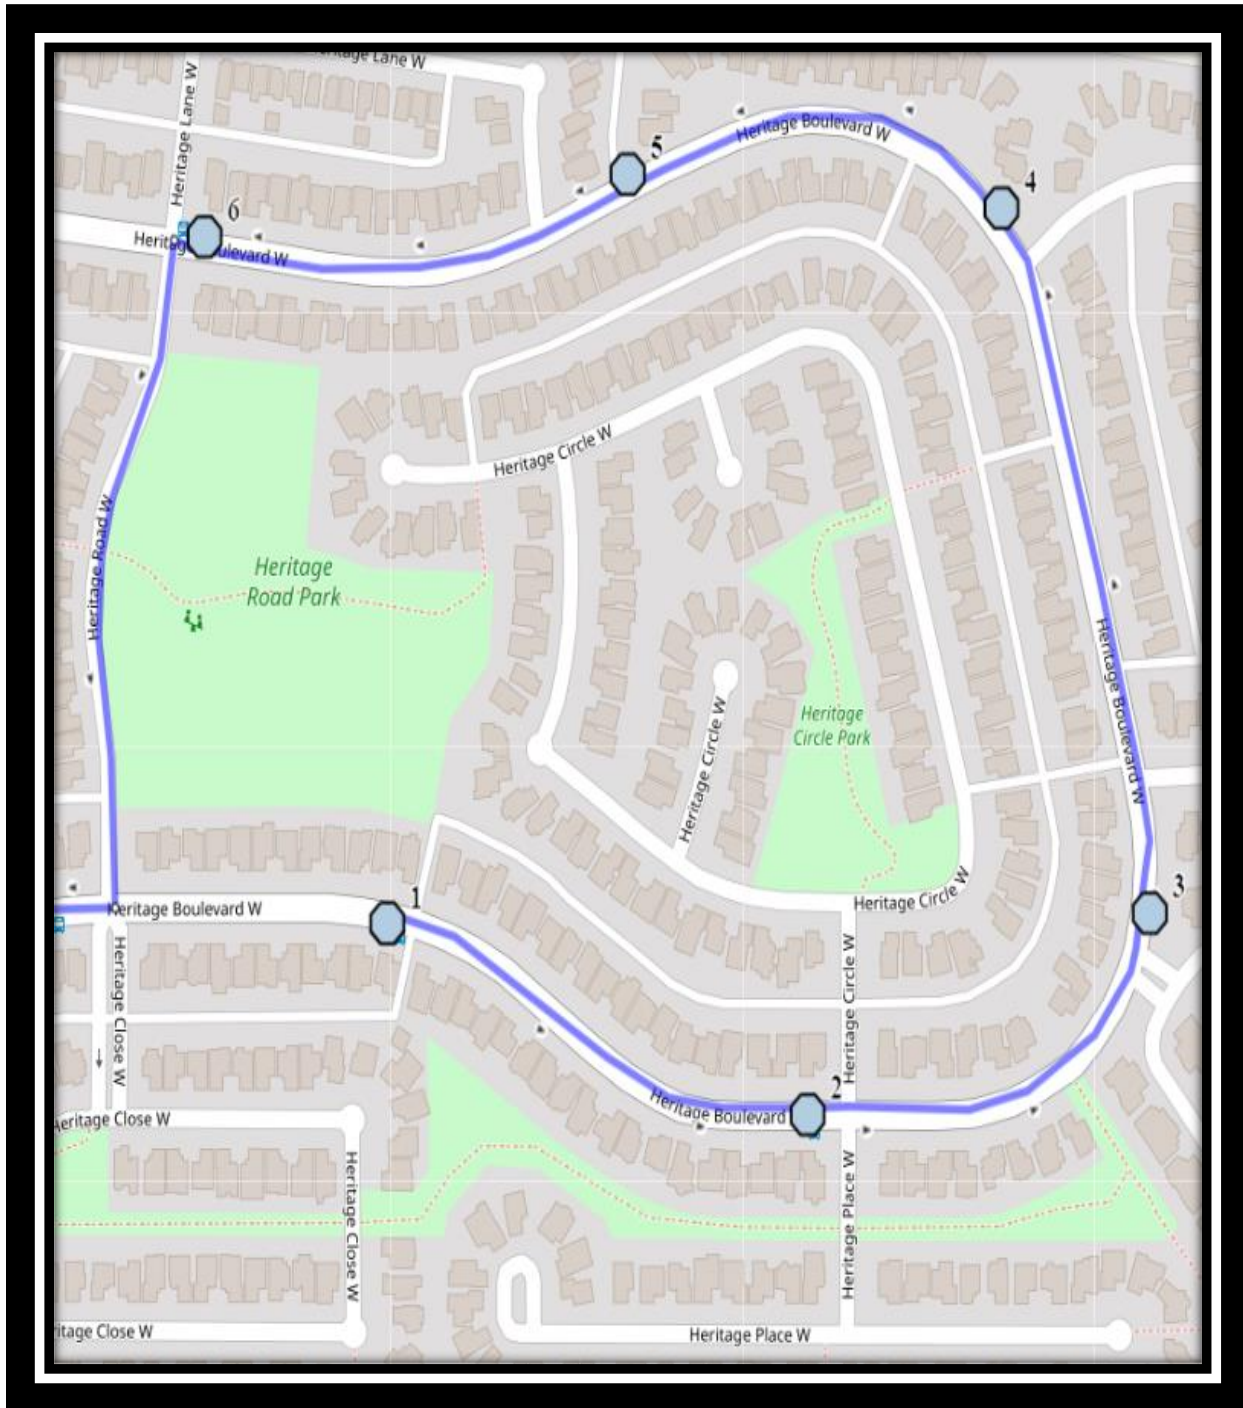 Heritage Lane W
Heritage Lane W
5
Heritage Boulevard W
4
6
Heritage Boulevard W
Heritage Circle W
Heritage Road W
Heritage
Road Park
Heritage Boulevard W
Heritage Circle W
Heritage
Circle Park
Heritage Circle W
3
1
Heritage Boulevard W
Heritage Close W
Heritage Circle W
2
Heritage Boulevard
eritage Close W
Heritage Close W
Heritage Place W
ritage Close W
Heritage Place W